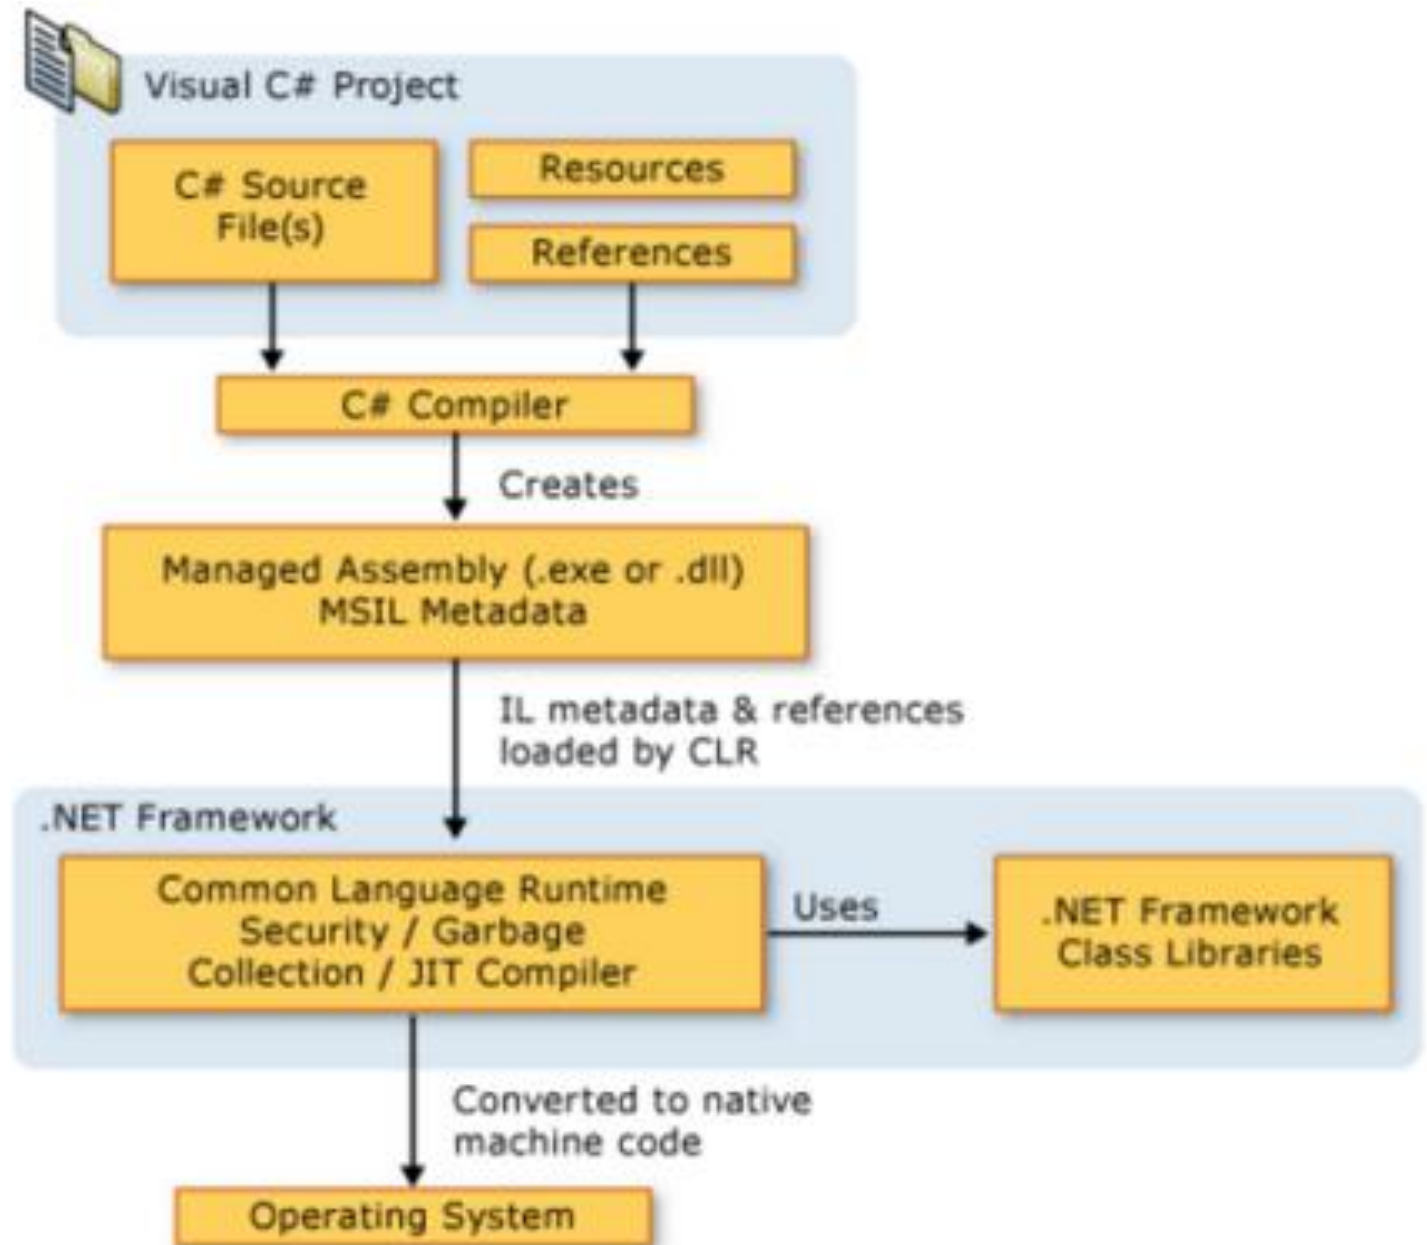 Visual C# Project
C# Source
File(s)
Resources
References
C# Compiler
Creates
Managed Assembly (.exe or .dll)
MSIL Metadata
IL metadata & references
loaded by CLR
.NET Framework
Common Language Runtime
Security / Garbage
Collection / JIT Compiler
Uses
.NET Framework
Class Libraries
Converted to native
machine code
Operating System